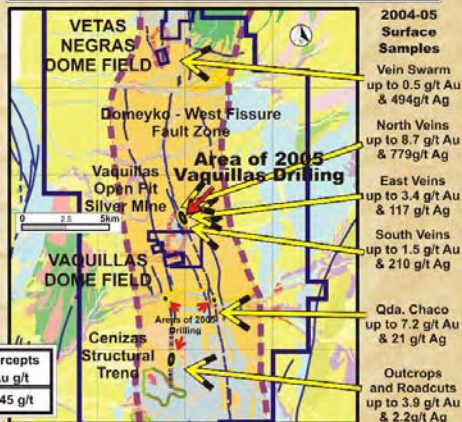 VETAS
NEGRAS
DOME FIELD
Domeyko - West Fissure
Fault Zone
Area of 2005
Vaquillas Drilling
Vaquillas
Open Pit
Silver Mine
0 2.5 5km
VAQUILLAS
DOME FIELD
Areas of 2005
Drilling
Cenizas
Structural
Trend
ercepts
u g/t
45 g/t
2004-05
Surface
Samples
Vein Swarm
up to 0.5 g/t Au
& 494g/t Ag
North Veins
up to 8.7 g/t Au
& 779g/t Ag
East Veins
up to 3.4 g/t Au
& 117 g/t Ag
South Veins
up to 1.5 g/t Au
& 210 g/t Ag
Qda. Chaco
up to 7.2 g/t Au
& 21 g/t Ag
Outcrops
and Roadcuts
up to 3.9 g/t Au
& 2.2g/t Ag